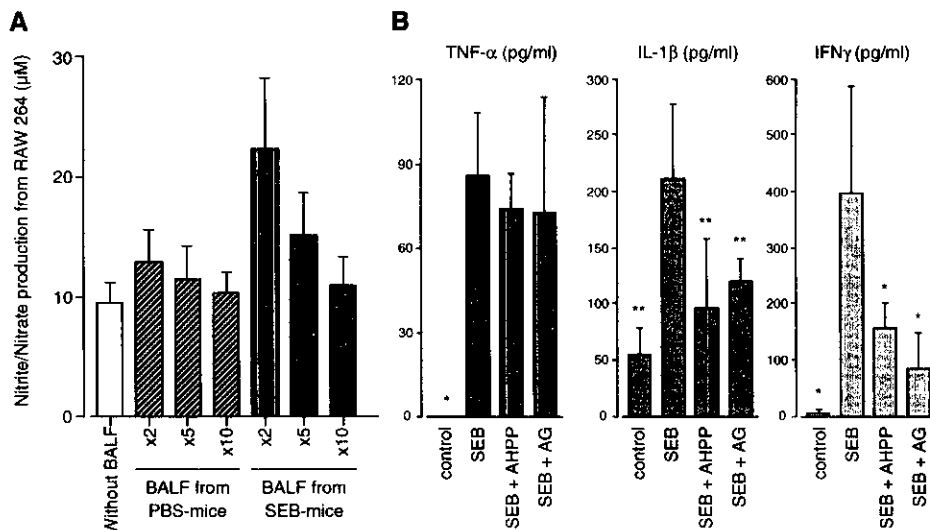 A
Nitrite/Nitrate production from RAW 264 (μM)
30
20
10
0
Without BALF
x2
x5
x10
x2
x5
x10
BALF from
PBS-mice
BALF from
SEB-mice
B
TNF-α (pg/ml)
120
90
60
30
0
*
control
SEB
SEB + AHPP
SEB + AG
IL-1β (pg/ml)
300
250
200
150
100
50
0
**
**
**
control
SEB
SEB + AHPP
SEB + AG
IFNγ (pg/ml)
600
500
400
300
200
100
0
*
*
*
control
SEB
SEB + AHPP
SEB + AG